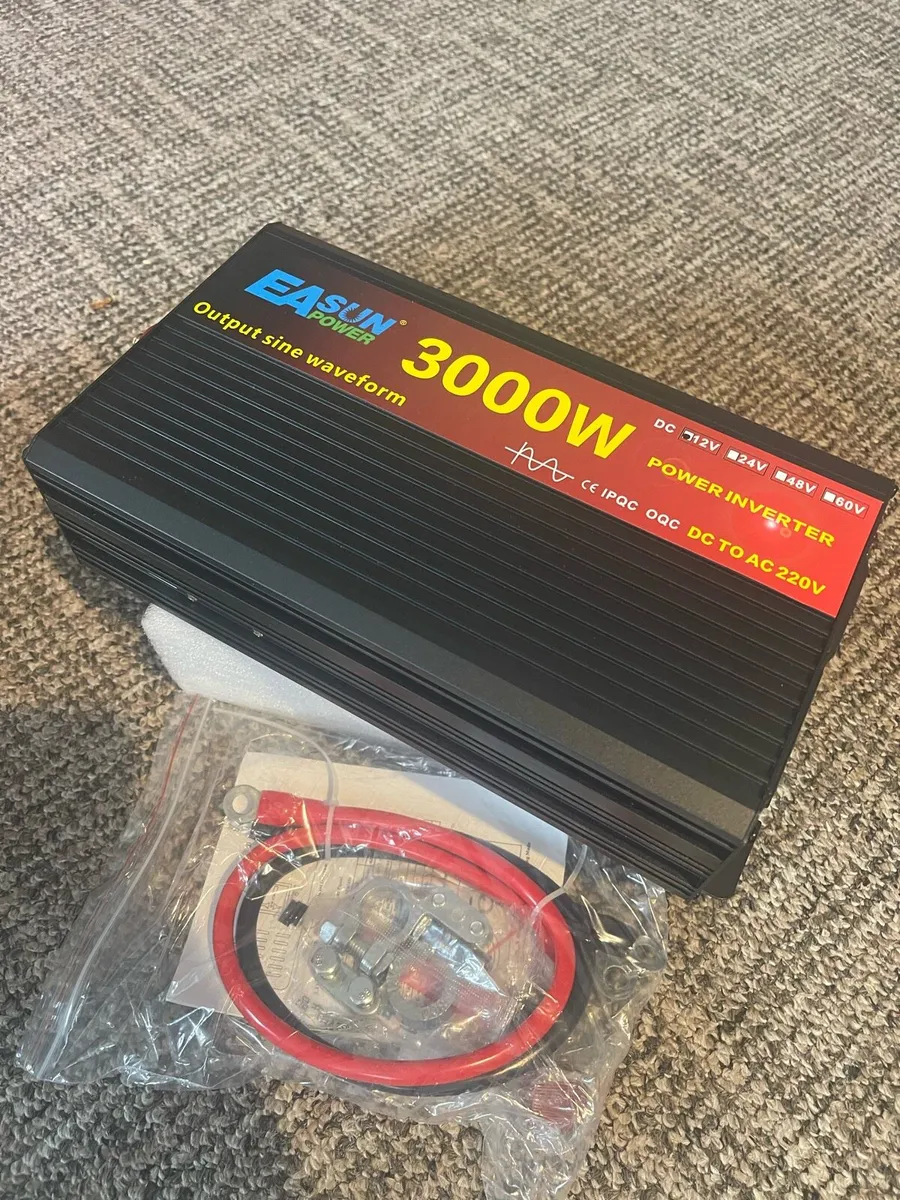 EASUN
POWER®
Output sine waveform
3000W
DC 12V 24V 48V 60V
POWER INVERTER
CE IPQC OQC DC TO AC 220V